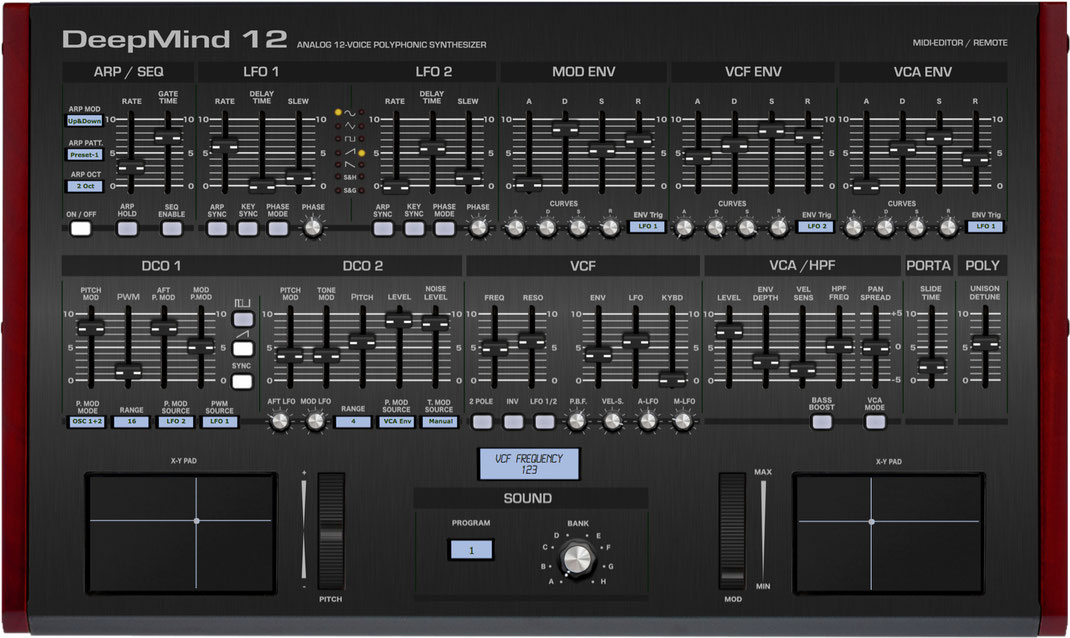 DeepMind 12 ANALOG 12-VOICE POLYPHONIC SYNTHESIZER
MIDI-EDITOR / REMOTE
ARP / SEQ LFO 1 LFO 2 MOD ENV VCF ENV VCA ENV
ARP MOD
Up&Down
ARP PATT.
Preset-1
ARP OCT
2 Oct
RATE GATE TIME
10 5 0
RATE DELAY TIME SLEW
10 5 0
S&H
S&G
RATE DELAY TIME SLEW
10 5 0
A D S R
10 5 0
A D S R
10 5 0
A D S R
10 5 0
ON / OFF ARP HOLD SEQ ENABLE
ARP SYNC KEY SYNC PHASE MODE PHASE
ARP SYNC KEY SYNC PHASE MODE PHASE
CURVES
A D S R
ENV Trig
LFO 1
CURVES
A D S R
ENV Trig
LFO 2
CURVES
A D S R
ENV Trig
LFO 1
DCO 1 DCO 2 VCF VCA /HPF PORTA POLY
PITCH MOD PWM AFT P. MOD MOD P.MOD
10 5 0
SYNC
PITCH MOD TONE MOD PITCH LEVEL NOISE LEVEL
10 5 0
FREQ RESO
10 5 0
ENV LFO KYBD
10 5 0
LEVEL ENV DEPTH VEL SENS HPF FREQ PAN SPREAD
10 5 0
+5 0 -5
SLIDE TIME
10 5 0
UNISON DETUNE
10 5 0
P. MOD MODE RANGE P. MOD SOURCE PWM SOURCE
OSC 1+2 16 LFO 2 LFO 1
AFT LFO MOD LFO RANGE P. MOD SOURCE T. MOD SOURCE
4 VCA Env Manual
2 POLE INV LFO 1/2 P.B.F. VEL-S. A-LFO M-LFO
BASS BOOST VCA MODE
VCF FREQUENCY
123
X-Y PAD
+
-
PITCH
SOUND
PROGRAM
1
BANK
A B C D E F G H
MAX
MIN
MOD
X-Y PAD